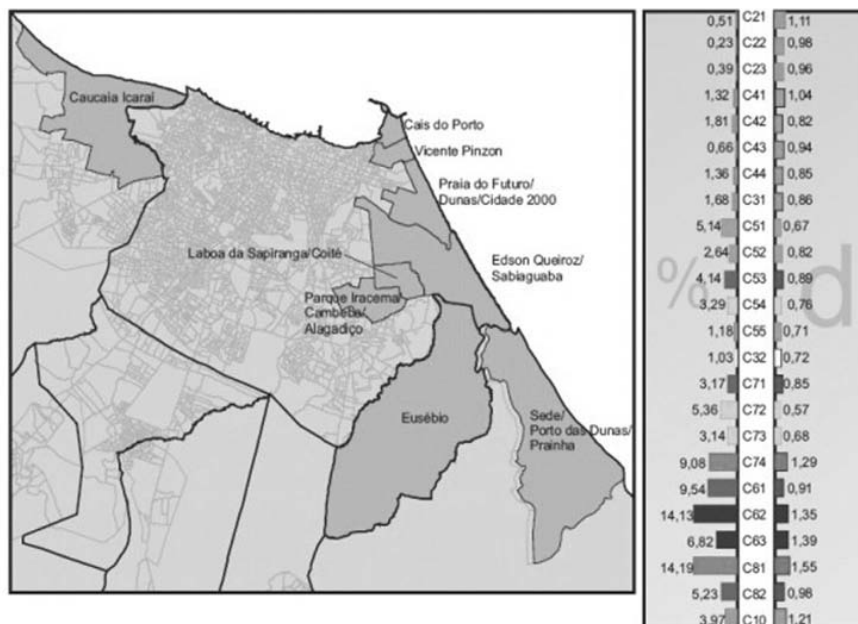 Caucaia Icaraí
Cais do Porto
Vicente Pinzon
Praia do Futuro/
Dunas/Cidade 2000
Laboa da Sapiranga/Coité
Edson Queiroz/
Sabiaguaba
Parque Iracema/
Cambeba/
Alagadiço
Eusébio
Sede/
Porto das Dunas/
Prainha
0,51 C21 1,11
0,23 C22 0,98
0,39 C23 0,96
1,32 C41 1,04
1,81 C42 0,82
0,66 C43 0,94
1,36 C44 0,85
1,68 C31 0,86
5,14 C51 0,67
2,64 C52 0,82
4,14 C53 0,89
3,29 C54 0,76
1,18 C55 0,71
1,03 C32 0,72
3,17 C71 0,85
5,36 C72 0,57
3,14 C73 0,68
9,08 C74 1,29
9,54 C61 0,91
14,13 C62 1,35
6,82 C63 1,39
14,19 C81 1,55
5,23 C82 0,98
3,97 C10 1,21
% d